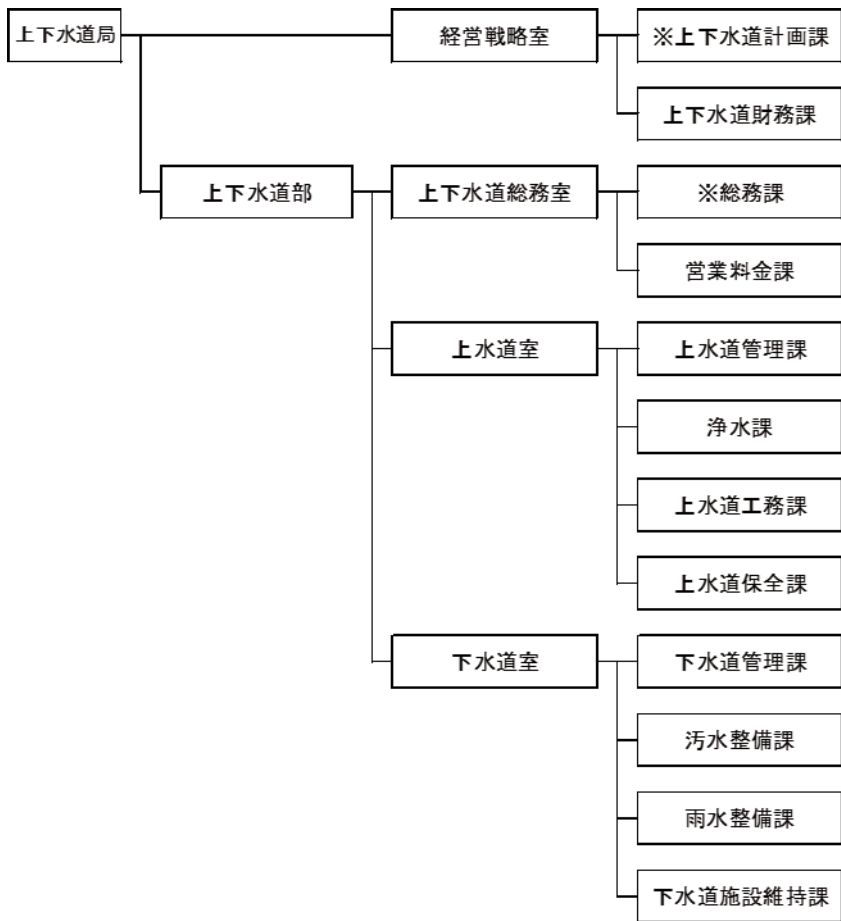 上下水道局
経営戦略室
※上下水道計画課
上下水道財務課
上下水道部
上下水道総務室
※総務課
営業料金課
上水道室
上水道管理課
浄水課
上水道工務課
上水道保全課
下水道室
下水道管理課
汚水整備課
雨水整備課
下水道施設維持課